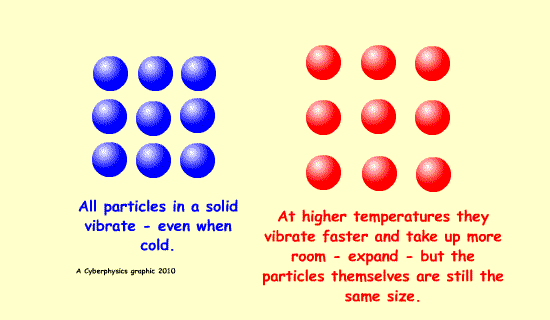 All particles in a solid
vibrate - even when
cold.
A Cyberphysics graphic 2010
At higher temperatures they
vibrate faster and take up more
room - expand - but the
particles themselves are still the
same size.